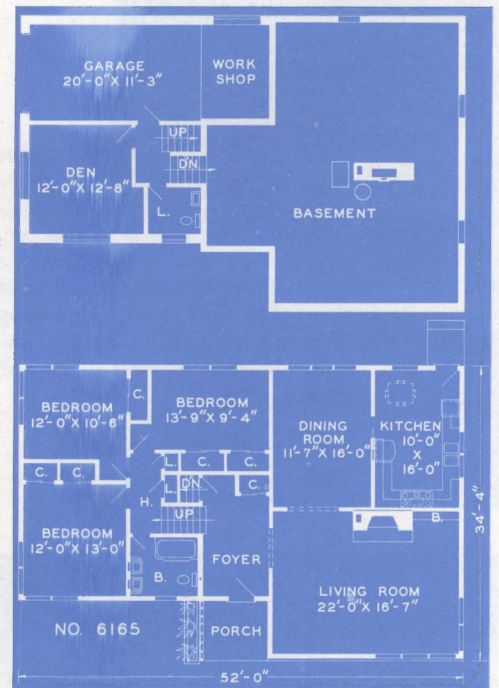 GARAGE
20'-0" X 11'-3"
WORK
SHOP
UP
DN.
DEN
12'-0" X 12'-8"
L.
BASEMENT
BEDROOM
12'-0" X 10'-6"
C.
BEDROOM
13'-9" X 9'-4"
DINING
ROOM
11'-7" X 16'-0"
KITCHEN
10'-0"
X
16'-0"
C.
C.
L.
C.
C.
H.
L.
DN.
C.
UP
B.
BEDROOM
12'-0" X 13'-0"
B.
FOYER
LIVING ROOM
22'-0" X 16'-7"
34'-4"
NO. 6165
PORCH
52'-0"